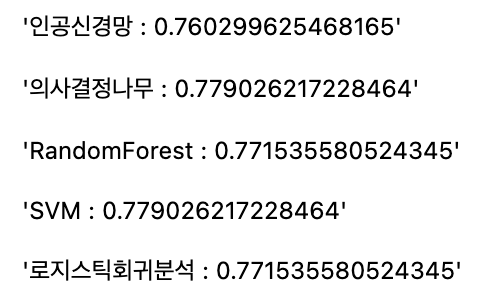 '인공신경망 : 0.760299625468165'
'의사결정나무 : 0.779026217228464'
'RandomForest : 0.771535580524345'
'SVM : 0.779026217228464'
'로지스틱회귀분석 : 0.771535580524345'